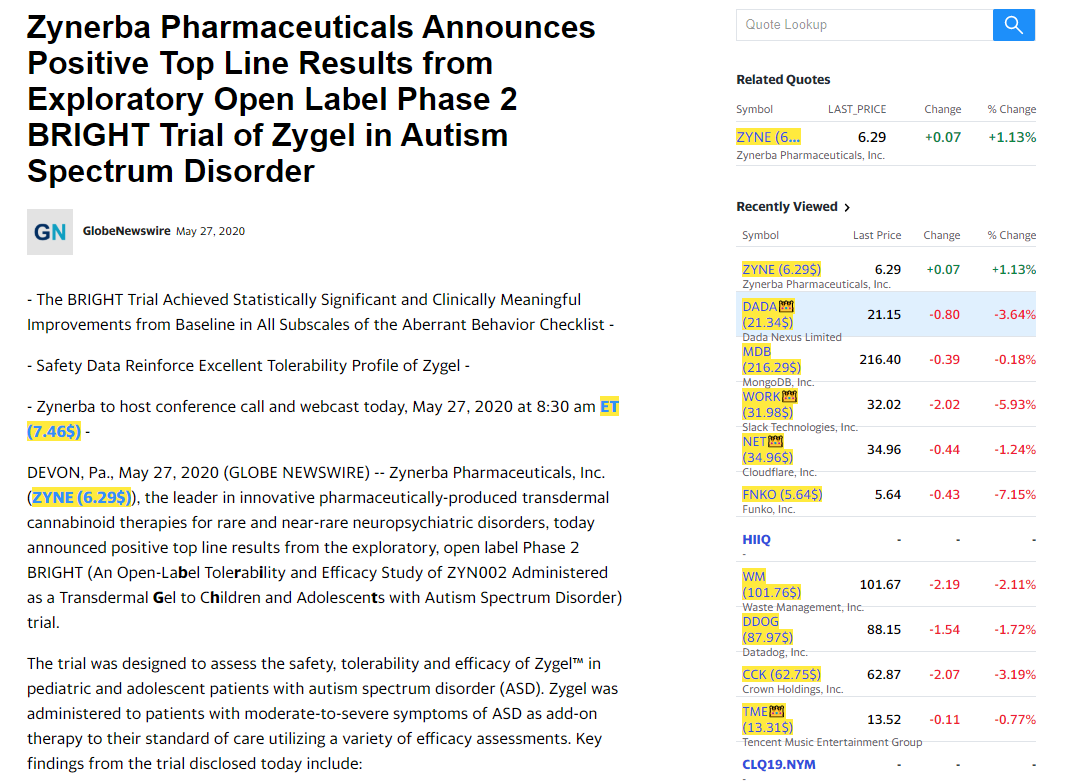 Zynerba Pharmaceuticals Announces
Positive Top Line Results from
Exploratory Open Label Phase 2
BRIGHT Trial of Zygel in Autism
Spectrum Disorder
GN
GlobeNewswire May 27, 2020
- The BRIGHT Trial Achieved Statistically Significant and Clinically Meaningful
Improvements from Baseline in All Subscales of the Aberrant Behavior Checklist -
- Safety Data Reinforce Excellent Tolerability Profile of Zygel -
- Zynerba to host conference call and webcast today, May 27, 2020 at 8:30 am ET
(7.46$) -
DEVON, Pa., May 27, 2020 (GLOBE NEWSWIRE) -- Zynerba Pharmaceuticals, Inc.
(ZYNE (6.29$)), the leader in innovative pharmaceutically-produced transdermal
cannabinoid therapies for rare and near-rare neuropsychiatric disorders, today
announced positive top line results from the exploratory, open label Phase 2
BRIGHT (An Open-Label Tolerability and Efficacy Study of ZYN002 Administered
as a Transdermal Gel to Children and Adolescents with Autism Spectrum Disorder)
trial.
The trial was designed to assess the safety, tolerability and efficacy of Zygel™ in
pediatric and adolescent patients with autism spectrum disorder (ASD). Zygel was
administered to patients with moderate-to-severe symptoms of ASD as add-on
therapy to their standard of care utilizing a variety of efficacy assessments. Key
findings from the trial disclosed today include:
Quote Lookup
Related Quotes
Symbol LAST_PRICE Change % Change
ZYNE (6... 6.29 +0.07 +1.13%
Zynerba Pharmaceuticals, Inc.
Recently Viewed >
Symbol Last Price Change % Change
ZYNE (6.29$) 6.29 +0.07 +1.13%
Zynerba Pharmaceuticals, Inc.
DADA
(21.34$) 21.15 -0.80 -3.64%
Dada Nexus Limited
MDB
(216.29$) 216.40 -0.39 -0.18%
MongoDB, Inc.
WORK
(31.98$) 32.02 -2.02 -5.93%
Slack Technologies, Inc.
NET
(34.96$) 34.96 -0.44 -1.24%
Cloudflare, Inc.
FNKO (5.64$) 5.64 -0.43 -7.15%
Funko, Inc.
HIIQ - - -
-
WM
(101.76$) 101.67 -2.19 -2.11%
Waste Management, Inc.
DDOG
(87.97$) 88.15 -1.54 -1.72%
Datadog, Inc.
CCK (62.75$) 62.87 -2.07 -3.19%
Crown Holdings, Inc.
TME
(13.31$) 13.52 -0.11 -0.77%
Tencent Music Entertainment Group
CLQ19.NYM - - -
-